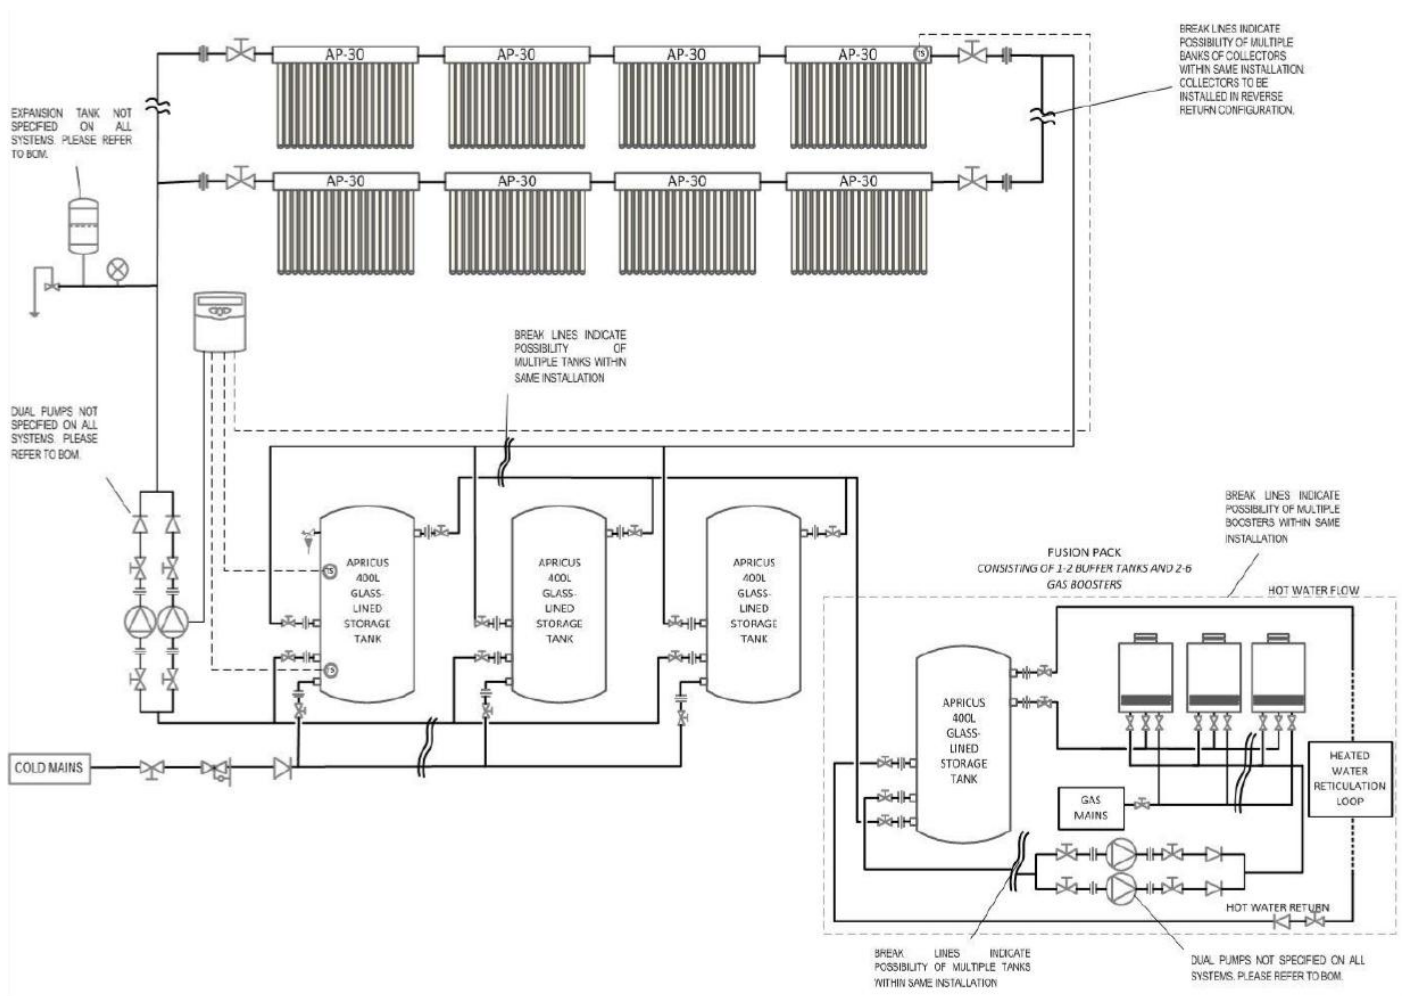 BREAK LINES INDICATE
POSSIBILITY OF MULTIPLE
BANKS OF COLLECTORS
WITHIN SAME INSTALLATION.
COLLECTORS TO BE
INSTALLED IN REVERSE
RETURN CONFIGURATION.
AP-30
AP-30
AP-30
AP-30
TS
EXPANSION TANK NOT
SPECIFIED ON ALL
SYSTEMS. PLEASE REFER
TO BOM.
AP-30
AP-30
AP-30
AP-30
BREAK LINES INDICATE
POSSIBILITY OF
MULTIPLE TANKS WITHIN
SAME INSTALLATION
DUAL PUMPS NOT
SPECIFIED ON ALL
SYSTEMS. PLEASE
REFER TO BOM.
APRICUS
400L
GLASS-
LINED
STORAGE
TANK
TS
TS
APRICUS
400L
GLASS-
LINED
STORAGE
TANK
APRICUS
400L
GLASS-
LINED
STORAGE
TANK
COLD MAINS
BREAK LINES INDICATE
POSSIBILITY OF MULTIPLE
BOOSTERS WITHIN SAME
INSTALLATION
FUSION PACK
CONSISTING OF 1-2 BUFFER TANKS AND 2-6
GAS BOOSTERS
HOT WATER FLOW
APRICUS
400L
GLASS-
LINED
STORAGE
TANK
GAS
MAINS
HEATED
WATER
RETICULATION
LOOP
HOT WATER RETURN
BREAK LINES INDICATE
POSSIBILITY OF MULTIPLE TANKS
WITHIN SAME INSTALLATION
DUAL PUMPS NOT SPECIFIED ON ALL
SYSTEMS. PLEASE REFER TO BOM.